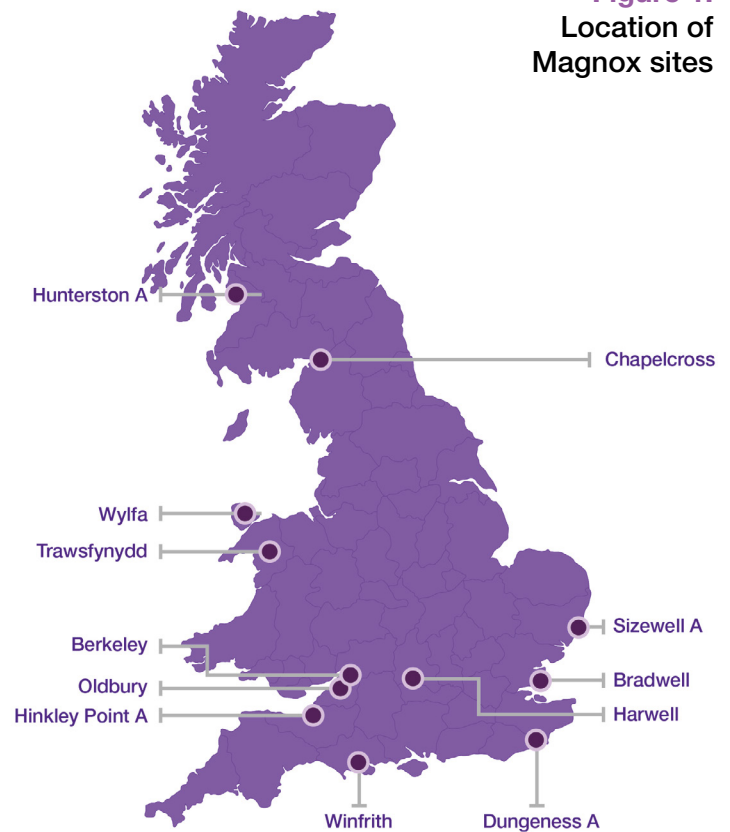 Location of
Magnox sites
Hunterston A
Chapelcross
Wylfa
Trawsfynydd
Sizewell A
Berkeley
Bradwell
Oldbury
Harwell
Hinkley Point A
Winfrith
Dungeness A